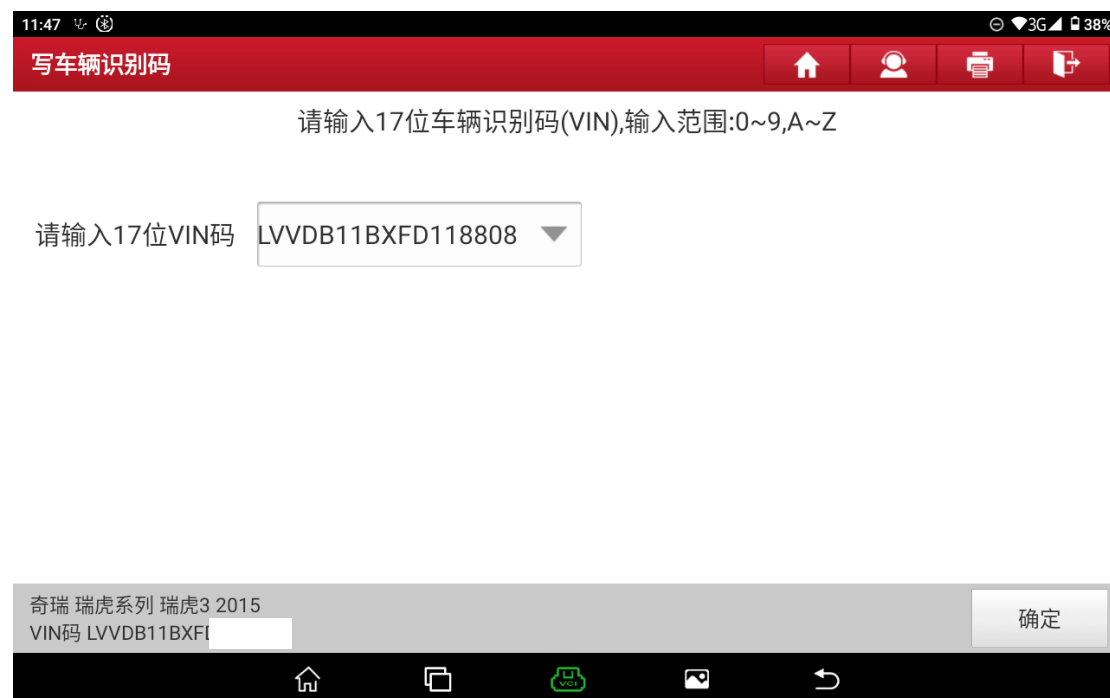 11:47 3G 38%
写车辆识别码
请输入17位车辆识别码(VIN),输入范围:0~9,A~Z
请输入17位VIN码 LVVDB11BXFD118808
奇瑞 瑞虎系列 瑞虎3 2015
VIN码 LVVDB11BXF
确定
VCI